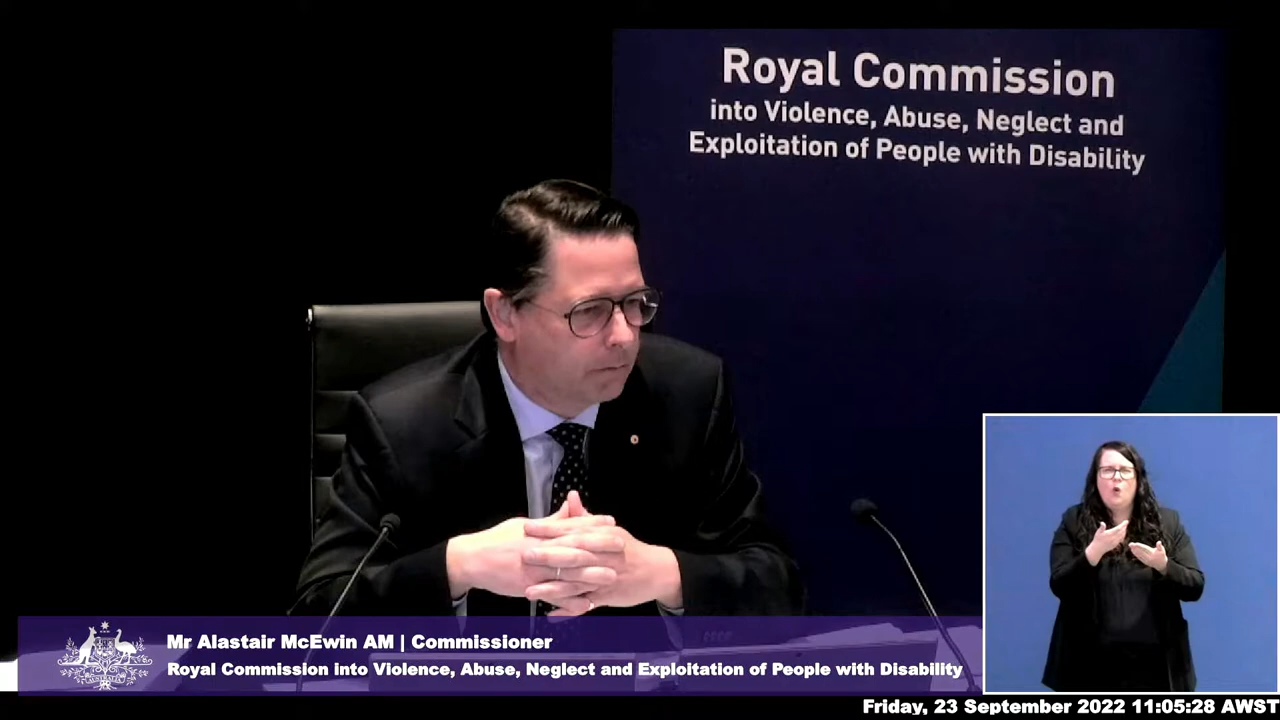 Royal Commission
into Violence, Abuse, Neglect and
Exploitation of People with Disability
Mr Alastair McEwin AM | Commissioner
Royal Commission into Violence, Abuse, Neglect and Exploitation of People with Disability
Friday, 23 September 2022 11:05:28 AWST